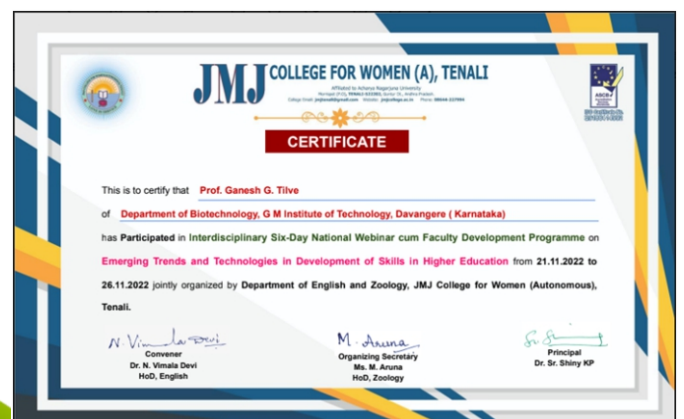 JMJ COLLEGE FOR WOMEN (A), TENALI
Affiliated to Acharya Nagarjuna University
CERTIFICATE
This is to certify that Prof. Ganesh G. Tilve
of Department of Biotechnology, G M Institute of Technology, Davangere ( Karnataka)
has Participated in Interdisciplinary Six-Day National Webinar cum Faculty Development Programme on
Emerging Trends and Technologies in Development of Skills in Higher Education from 21.11.2022 to
26.11.2022 jointly organized by Department of English and Zoology, JMJ College for Women (Autonomous),
Tenali.
N. Vimala Devi
Convener
Dr. N. Vimala Devi
HoD, English
M. Aruna
Organizing Secretary
Ms. M. Aruna
HoD, Zoology
Principal
Dr. Sr. Shiny KP